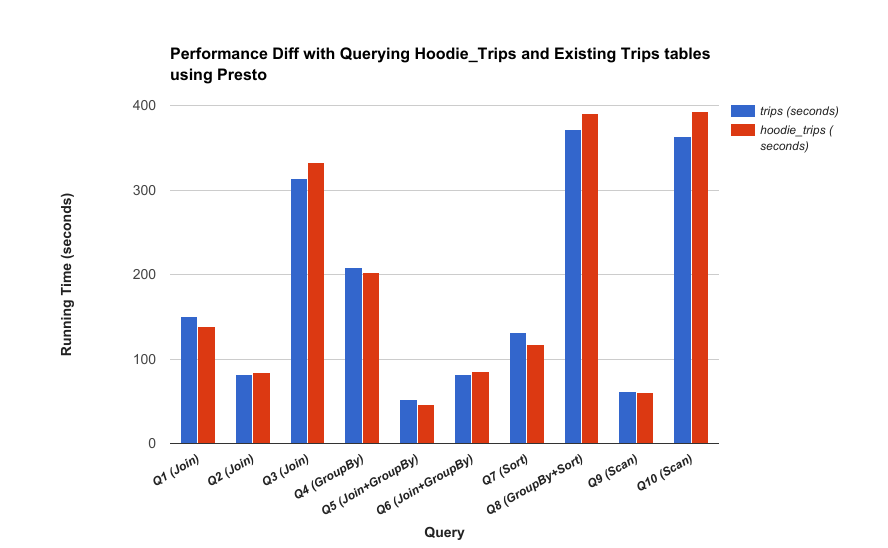 Performance Diff with Querying Hoodie_Trips and Existing Trips tables
using Presto
trips (seconds)
hoodie_trips (
seconds)
Running Time (seconds)
400
300
200
100
0
Q1 (Join)
Q2 (Join)
Q3 (Join)
Q4 (GroupBy)
Q5 (Join+GroupBy)
Q6 (Join+GroupBy)
Q7 (Sort)
Q8 (GroupBy+Sort)
Q9 (Scan)
Q10 (Scan)
Query